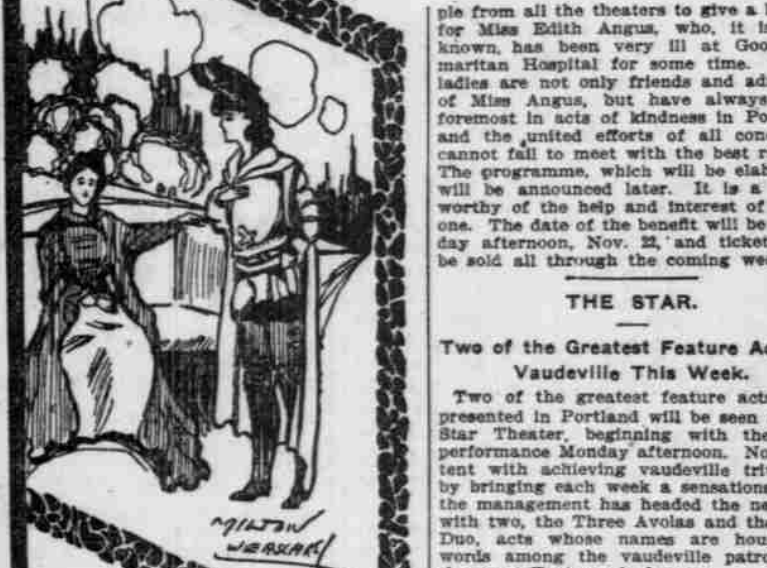 ple from all the theaters to give a
for Miss Edith Angus, who, it is
known, has been very ill at Goo
maritan Hospital for some time.
ladies are not only friends and ad
of Miss Angus, but have always
foremost in acts of kindness in Po
and the united efforts of all con
cannot fail to meet with the best r
The programme, which will be elab
will be announced later. It is a
worthy of the help and interest of
one. The date of the benefit will be
day afternoon, Nov. 22, and ticket
be sold all through the coming we
THE STAR.
Two of the Greatest Feature A
Vaudeville This Week.
Two of the greatest feature acts
presented in Portland will be seen
Star Theater, beginning with the
performance Monday afternoon. No
tent with achieving vaudeville tri
by bringing each week a sensation
the management has headed the ne
with two, the Three Avolas and th
Duo, acts whose names are hou
words among the vaudeville patro
MILTON